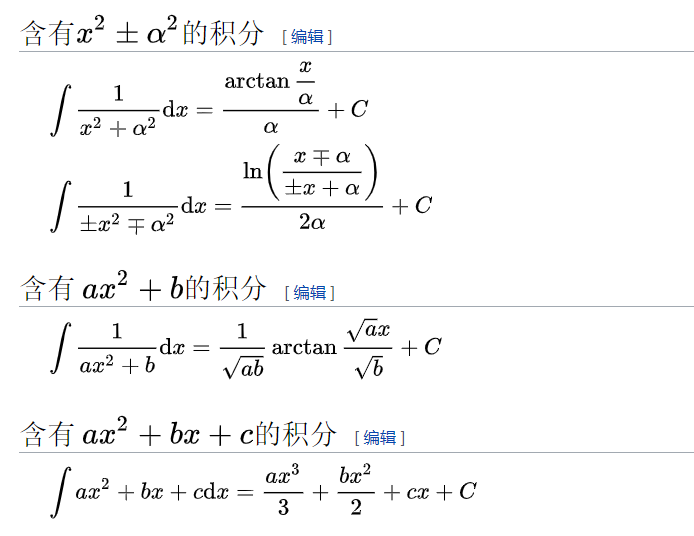 含有x² ± α²的积分 [编辑]
∫ 1/(x² + α²) dx = (arctan x/α)/α + C
∫ 1/(±x² ∓ α²) dx = ln((x ∓ α)/(±x + α))/(2α) + C
含有 ax² + b的积分 [编辑]
∫ 1/(ax² + b) dx = 1/√(ab) arctan (√a x)/√b + C
含有 ax² + bx + c的积分 [编辑]
∫ ax² + bx + cdx = ax³/3 + bx²/2 + cx + C